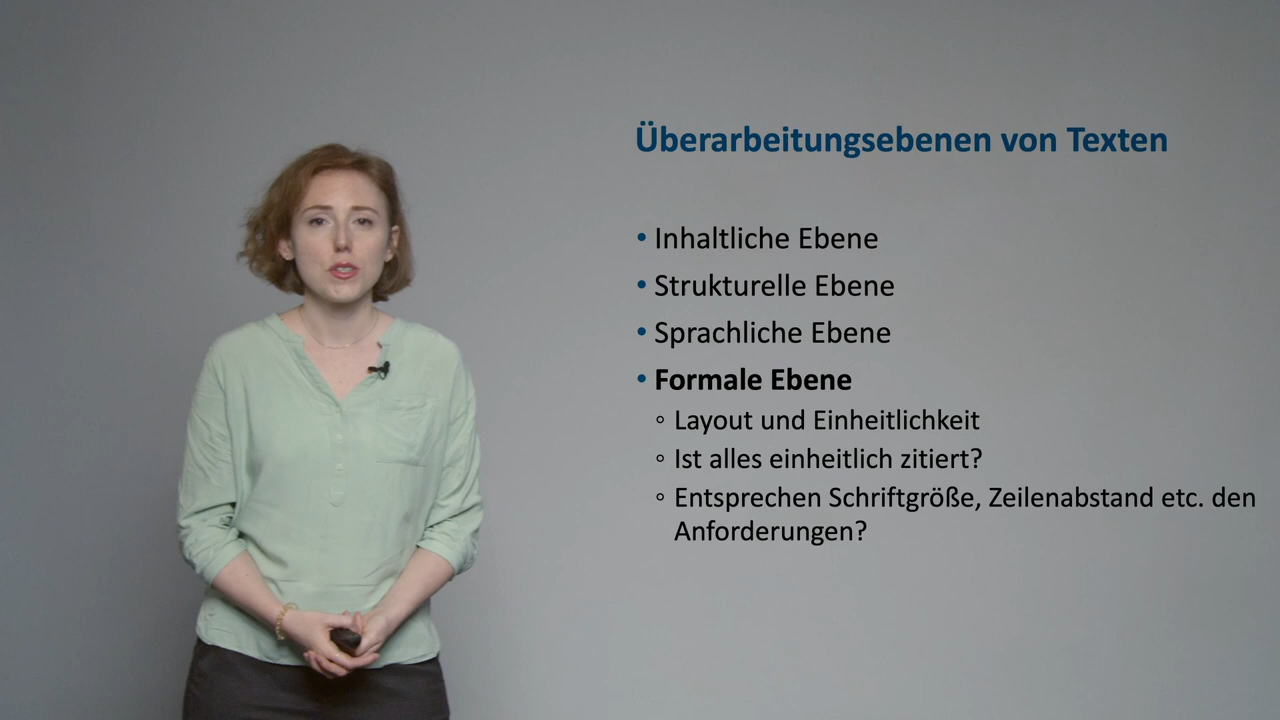 Überarbeitungsebenen von Texten
• Inhaltliche Ebene
• Strukturelle Ebene
• Sprachliche Ebene
• Formale Ebene
◦ Layout und Einheitlichkeit
◦ Ist alles einheitlich zitiert?
◦ Entsprechen Schriftgröße, Zeilenabstand etc. den
Anforderungen?